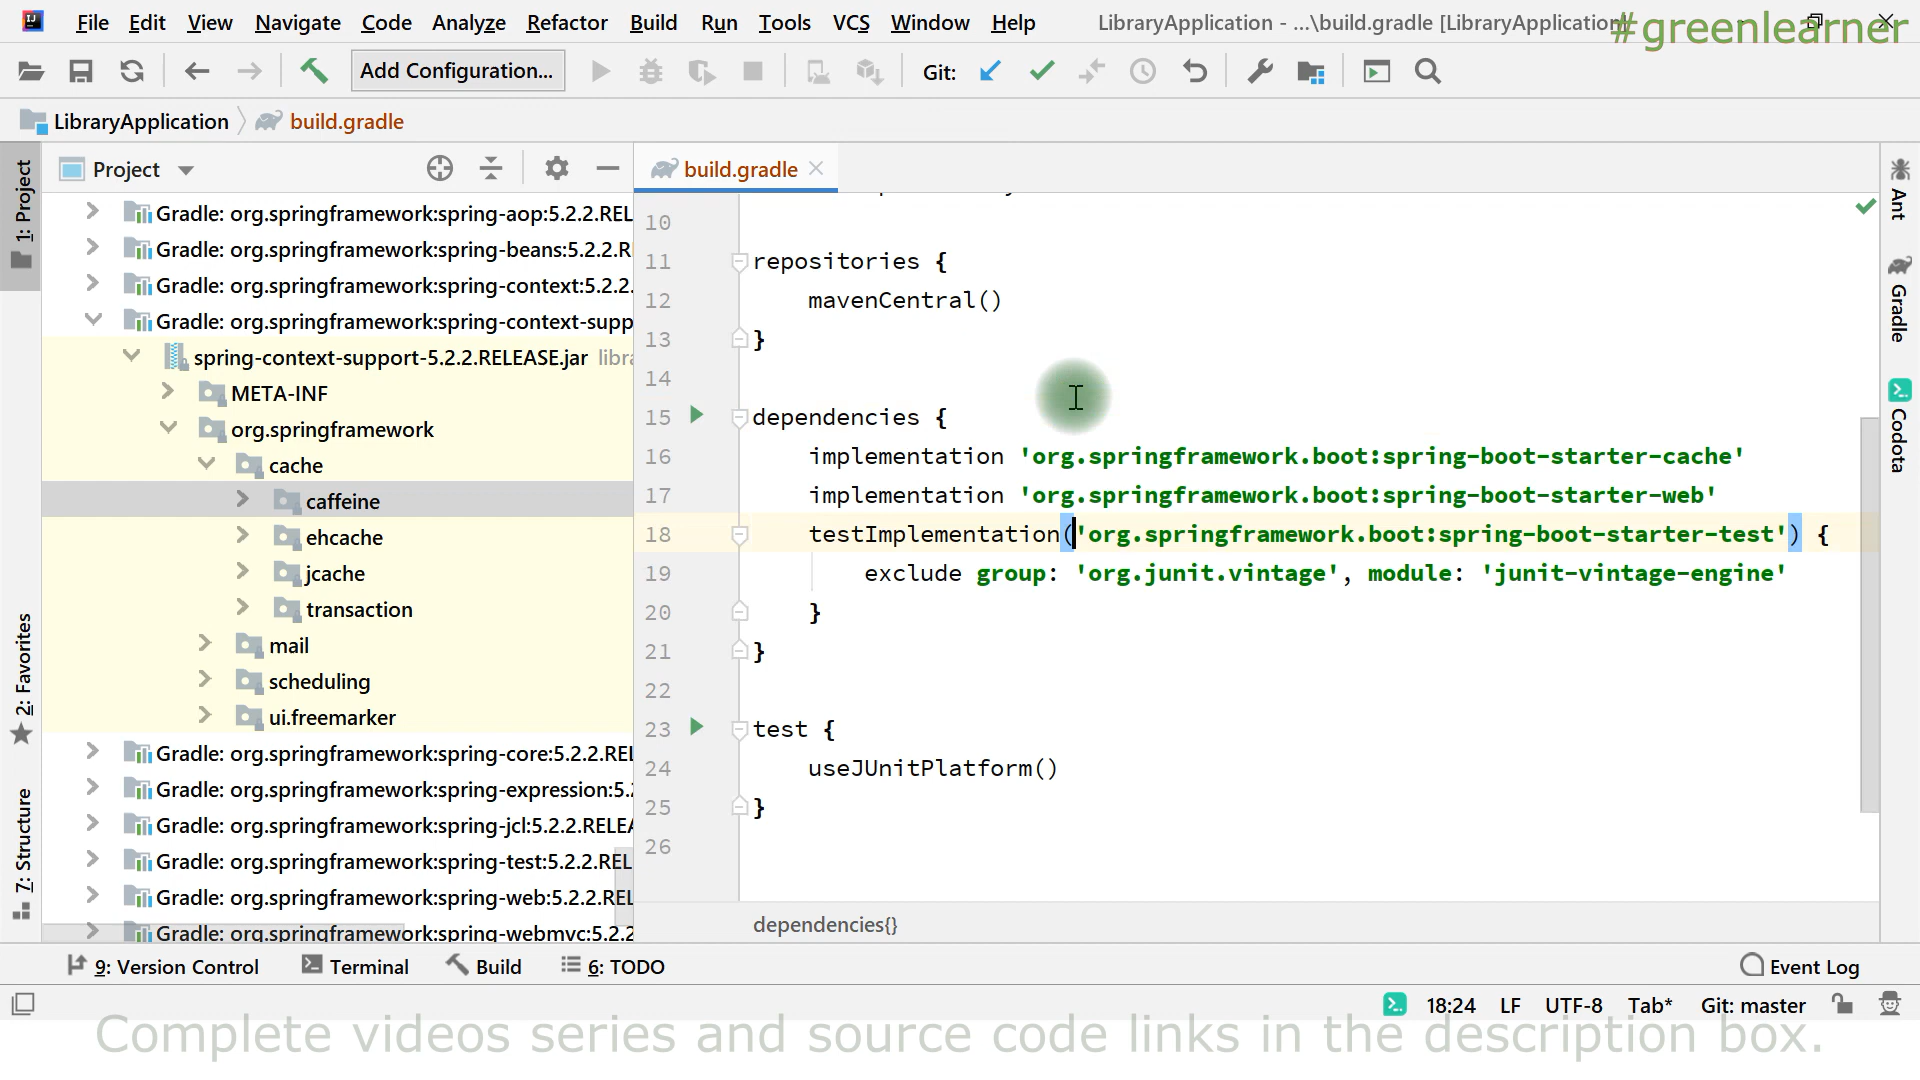 File Edit View Navigate Code Analyze Refactor Build Run Tools VCS Window Help LibraryApplication - ...\build.gradle [LibraryApplication
#greenlearner
Add Configuration... Git:
LibraryApplication build.gradle
1: Project
2: Favorites
7: Structure
Project
Gradle: org.springframework:spring-aop:5.2.2.REL
Gradle: org.springframework:spring-beans:5.2.2.R
Gradle: org.springframework:spring-context:5.2.2.
Gradle: org.springframework:spring-context-supp
spring-context-support-5.2.2.RELEASE.jar libra
META-INF
org.springframework
cache
caffeine
ehcache
jcache
transaction
mail
scheduling
ui.freemarker
Gradle: org.springframework:spring-core:5.2.2.REL
Gradle: org.springframework:spring-expression:5.2
Gradle: org.springframework:spring-jcl:5.2.2.RELEA
Gradle: org.springframework:spring-test:5.2.2.REL
Gradle: org.springframework:spring-web:5.2.2.REL
Gradle: org.springframework:spring-webmvc:5.2.2
build.gradle
10
11 repositories {
12 mavenCentral()
13 }
14
15 dependencies {
16 implementation 'org.springframework.boot:spring-boot-starter-cache'
17 implementation 'org.springframework.boot:spring-boot-starter-web'
18 testImplementation('org.springframework.boot:spring-boot-starter-test') {
19 exclude group: 'org.junit.vintage', module: 'junit-vintage-engine'
20 }
21 }
22
23 test {
24 useJUnitPlatform()
25 }
26
dependencies{}
Ant
Gradle
Codota
9: Version Control Terminal Build 6: TODO Event Log
18:24 LF UTF-8 Tab* Git: master
Complete videos series and source code links in the description box.